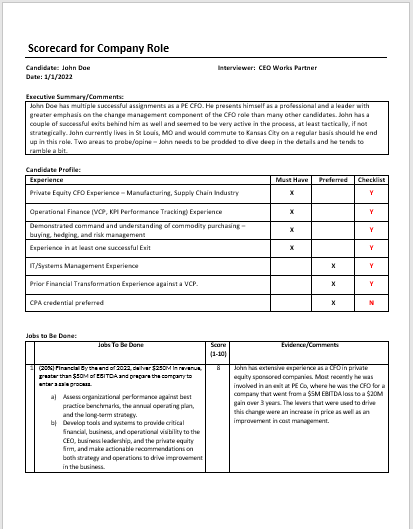 Scorecard for Company Role
Candidate: John Doe Interviewer: CEO Works Partner
Date: 1/1/2022
Executive Summary/Comments:
John Doe has multiple successful assignments as a PE CFO. He presents himself as a professional and a leader with
greater emphasis on the change management component of the CFO role than many other candidates. John has a
couple of successful exits behind him as well and seemed to be very active in the process, at least tactically, if not
strategically. John currently lives in St Louis, MO and would commute to Kansas City on a regular basis should he end
up in this role. Two areas to probe/opine – John needs to be prodded to dive deep in the details and he tends to
ramble a bit.
Candidate Profile:
Experience Must Have Preferred Checklist
Private Equity CFO Experience – Manufacturing, Supply Chain Industry X Y
Operational Finance (VCP, KPI Performance Tracking) Experience X Y
Demonstrated command and understanding of commodity purchasing –
buying, hedging, and risk management X Y
Experience in at least one successful Exit X Y
IT/Systems Management Experience X Y
Prior Financial Transformation Experience against a VCP. X Y
CPA credential preferred X N
Jobs to Be Done:
Jobs To Be Done Score Evidence/Comments
(1-10)
1 (20%) Financial By the end of 2022, deliver $250M in revenue,
greater than $50M of EBITDA and prepare the company to
enter a sale process.
a) Assess organizational performance against best
practice benchmarks, the annual operating plan,
and the long-term strategy.
b) Develop tools and systems to provide critical
financial, business, and operational visibility to the
CEO, business leadership, and the private equity
firm, and make actionable recommendations on
both strategy and operations to drive improvement
in the business.
8
John has extensive experience as a CFO in private
equity sponsored companies. Most recently he was
involved in an exit at PE Co, where he was the CFO for a
company that went from a $5M EBITDA loss to a $20M
gain over 3 years. The levers that were used to drive
this change were an increase in price as well as an
improvement in cost management.